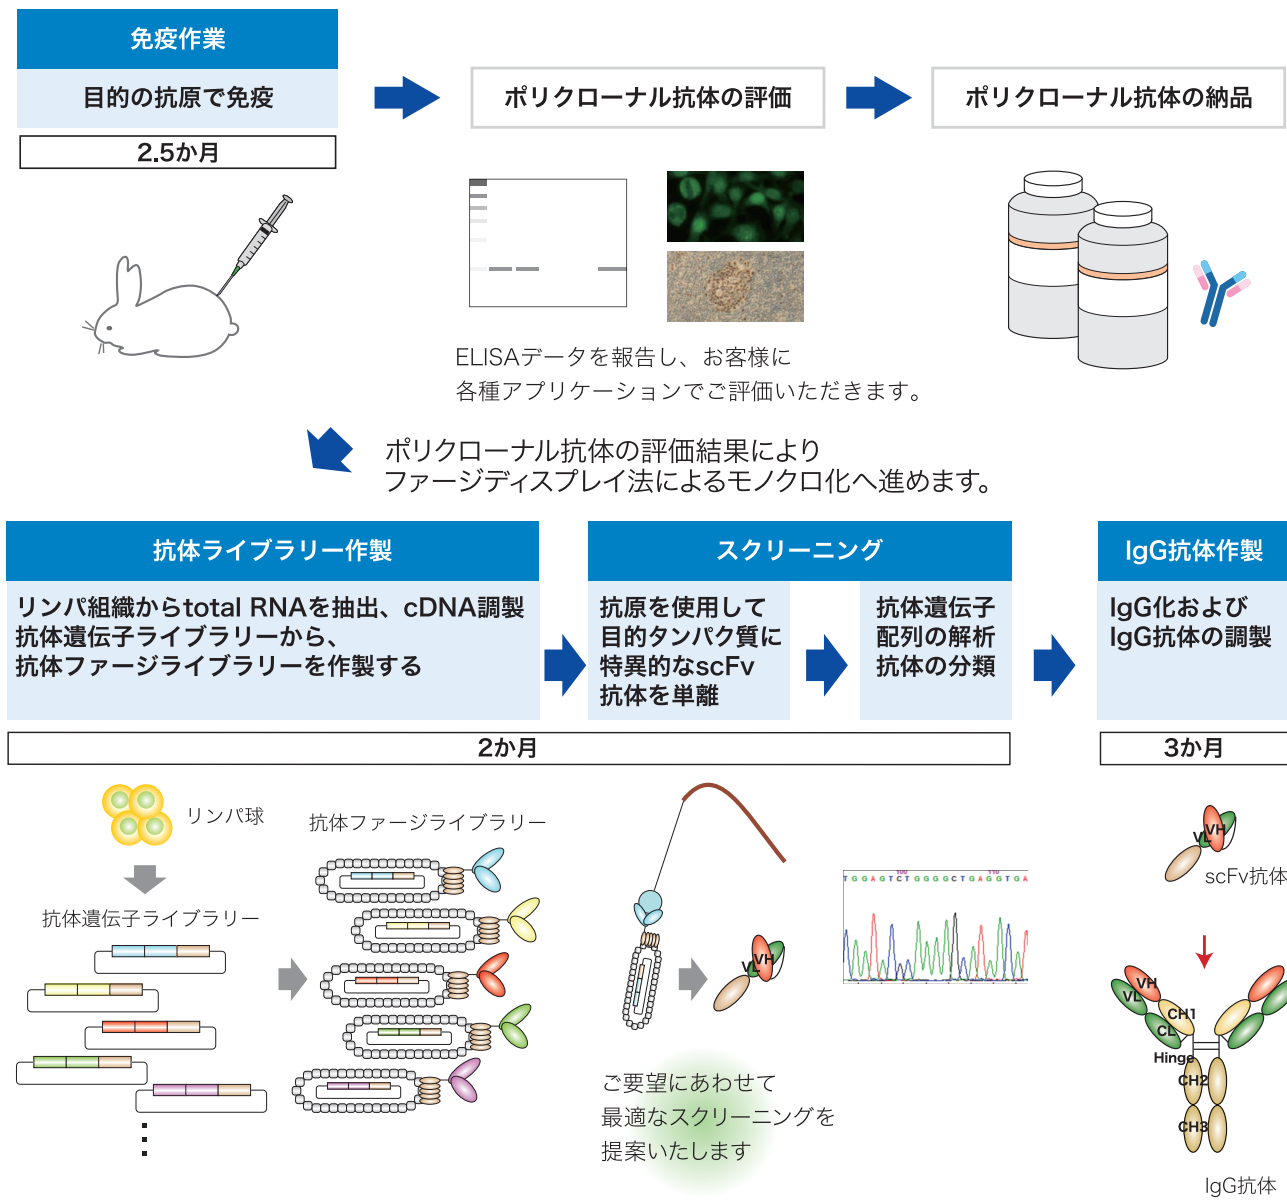 免疫作業
目的の抗原で免疫
2.5か月
ポリクローナル抗体の評価
ポリクローナル抗体の納品
ELISAデータを報告し、お客様に
各種アプリケーションでご評価いただきます。
ポリクローナル抗体の評価結果により
ファージディスプレイ法によるモノクロ化へ進めます。
抗体ライブラリー作製
リンパ組織からtotal RNAを抽出、cDNA調製
抗体遺伝子ライブラリーから、
抗体ファージライブラリーを作製する
スクリーニング
抗原を使用して
目的タンパク質に
特異的なscFv
抗体を単離
抗体遺伝子
配列の解析
抗体の分類
IgG抗体作製
IgG化および
IgG抗体の調製
2か月
3か月
リンパ球
抗体遺伝子ライブラリー
抗体ファージライブラリー
VL
VH
ご要望にあわせて
最適なスクリーニングを
提案いたします
100 110
TGGAGTCTGGGGCTGAGGTGA
VL
VH
scFv抗体
VH
VL
CH1
CL
Hinge
CH2
CH3
IgG抗体